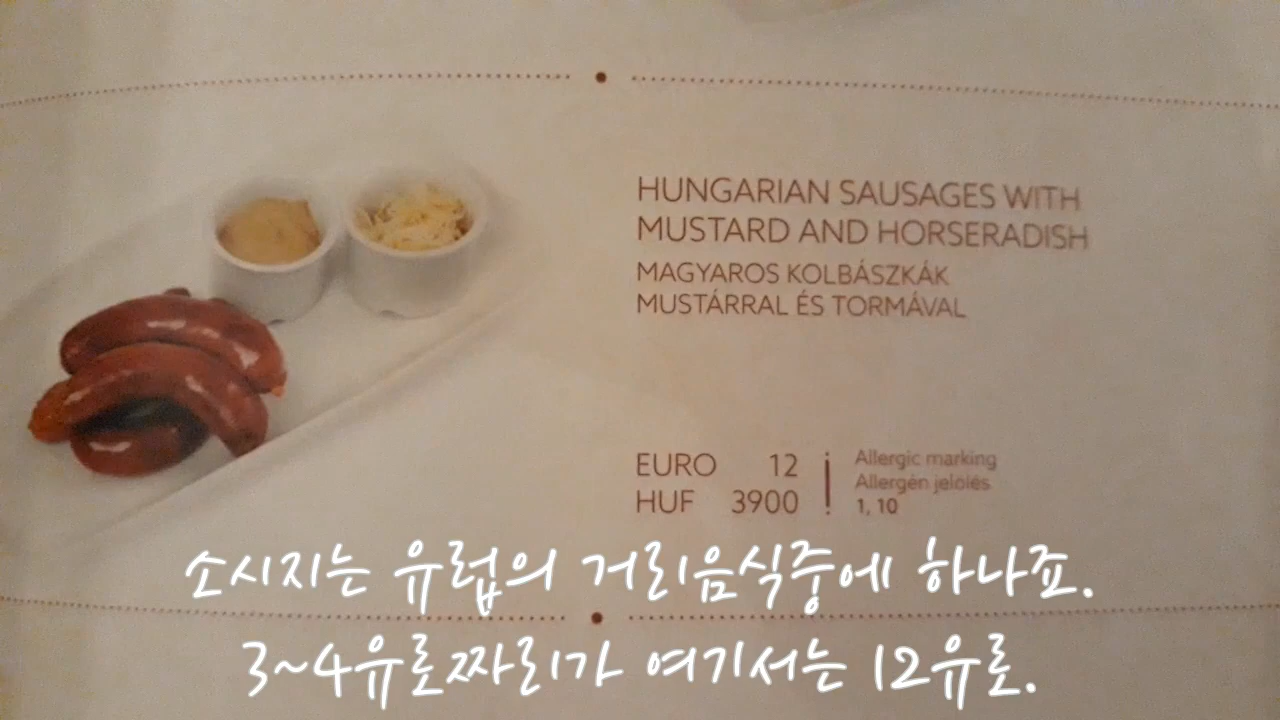 HUNGARIAN SAUSAGES WITH
MUSTARD AND HORSERADISH
MAGYAROS KOLBÁSZKÁK
MUSTÁRRAL ÉS TORMÁVAL
EURO 12
HUF 3900
Allergic marking
Allergén jelölés
1, 10
소시지는 유럽의 거리음식중에 하나죠.
3~4유로짜리가 여기서는 12유로.